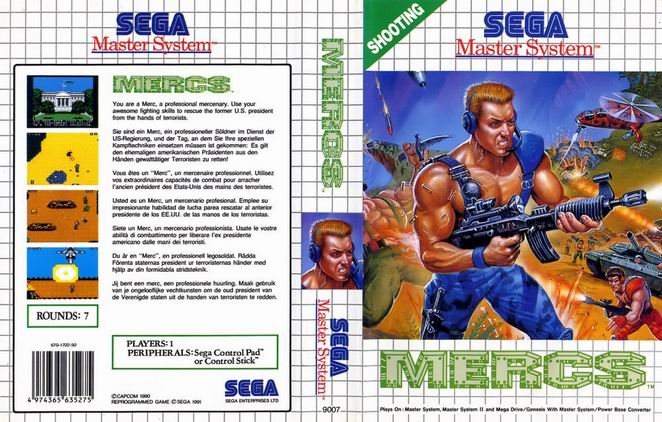 SEGA
Master System™
MERCS™
You are a Merc, a professional mercenary. Use your
awesome fighting skills to rescue the former U.S. president
from the hands of terrorists.
Sie sind ein Merc, ein professioneller Söldner im Dienst der
US-Regierung, und der Tag, an dem Sie Ihre speziellen
Kampftechniken einsetzen müssen ist gekommen: Es gilt
den ehemaligen amerikanischen Präsidenten aus den
Händen gewalttätiger Terroristen zu retten!
Vous êtes un "Merc", un mercenaire professionnel. Utilisez
vos extraordinaires capacités de combat pour arracher
l'ancien président des Etats-Unis des mains des terroristes.
Usted es un Merc, un mercenario profesional. Emplee su
impresionante habilidad de lucha para rescatar al anterior
presidente de los EE.UU. de las manos de los terroristas.
Siete un Merc, un mercenario professionista. Usate le vostre
abilità di combattimento per liberare l'ex presidente
americano dalle mani dei terroristi.
Du är en "Merc", en professionell legosoldat. Rädda
Förenta staternas president ur terroristernas händer med
hjälp av din formidabla stridsteknik.
Jij bent een merc, een professionele huurling. Maak gebruik
van je ongelooflijke vechtkunsten om de oud president van
de Verenigde staten uit de handen van terroristen te redden.
ROUNDS: 7
670-1702-50
4 974365 635275
PLAYERS: 1
PERIPHERALS: Sega Control Pad™
or Control Stick™
©CAPCOM 1990
REPROGRAMMED GAME ©SEGA 1991
SEGA
SEGA ENTERPRISES LTD
MERCS™
SEGA
Master System™
9007
SHOOTING
SEGA
Master System™
MERCS™
Plays On: Master System, Master System II and Mega Drive/Genesis With Master System/Power Base Converter